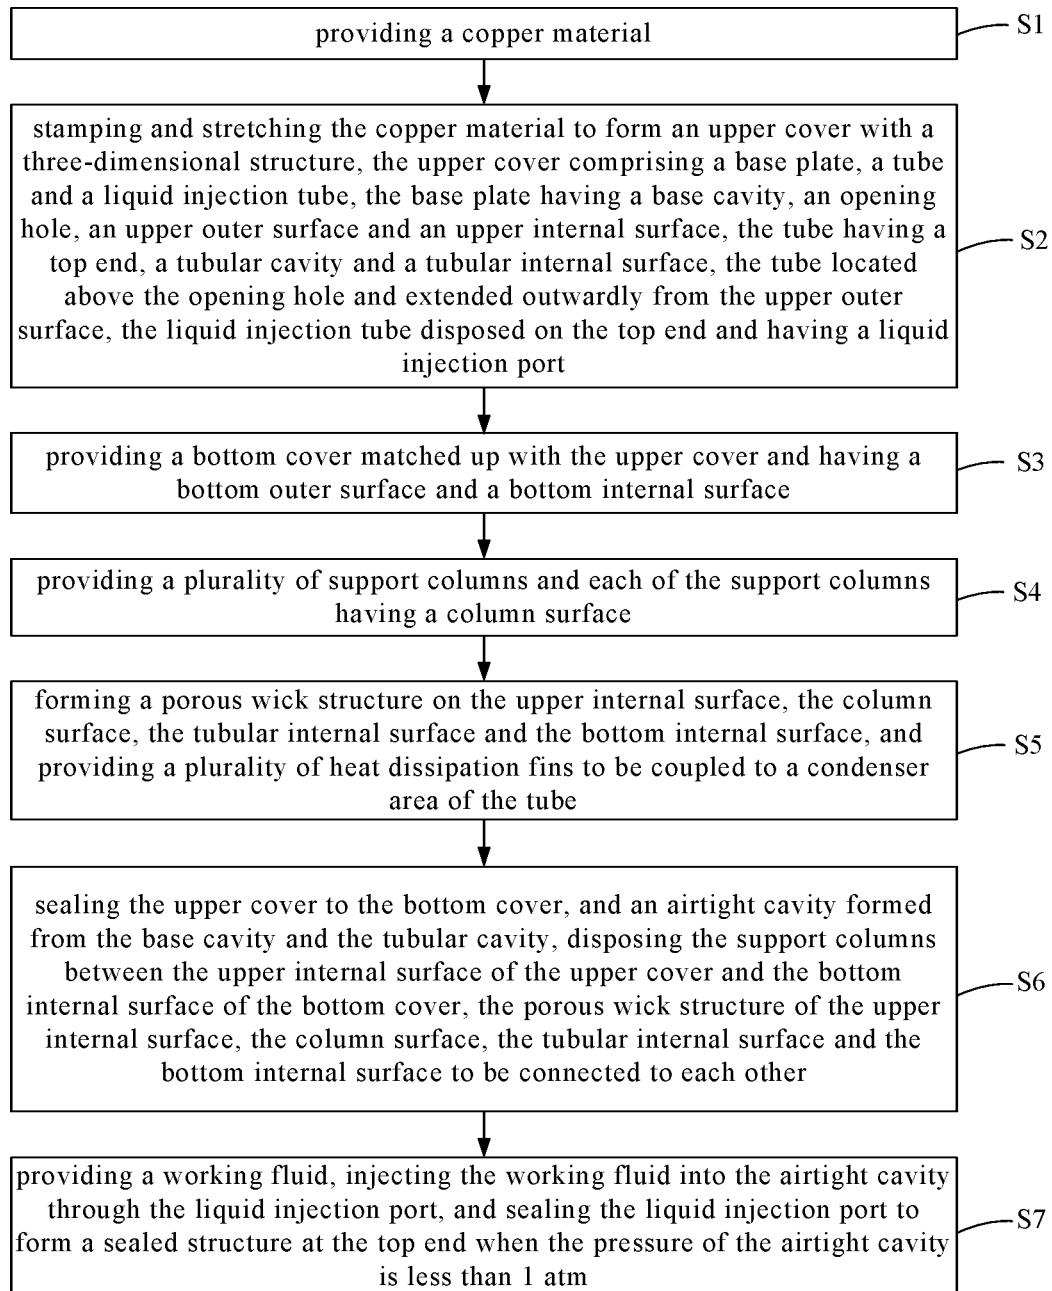 providing a copper material
S1
stamping and stretching the copper material to form an upper cover with a
three-dimensional structure, the upper cover comprising a base plate, a tube
and a liquid injection tube, the base plate having a base cavity, an opening
hole, an upper outer surface and an upper internal surface, the tube having a
top end, a tubular cavity and a tubular internal surface, the tube located
above the opening hole and extended outwardly from the upper outer
surface, the liquid injection tube disposed on the top end and having a liquid
injection port
S2
providing a bottom cover matched up with the upper cover and having a
bottom outer surface and a bottom internal surface
S3
providing a plurality of support columns and each of the support columns
having a column surface
S4
forming a porous wick structure on the upper internal surface, the column
surface, the tubular internal surface and the bottom internal surface, and
providing a plurality of heat dissipation fins to be coupled to a condenser
area of the tube
S5
sealing the upper cover to the bottom cover, and an airtight cavity formed
from the base cavity and the tubular cavity, disposing the support columns
between the upper internal surface of the upper cover and the bottom
internal surface of the bottom cover, the porous wick structure of the upper
internal surface, the column surface, the tubular internal surface and the
bottom internal surface to be connected to each other
S6
providing a working fluid, injecting the working fluid into the airtight cavity
through the liquid injection port, and sealing the liquid injection port to
form a sealed structure at the top end when the pressure of the airtight cavity
is less than 1 atm
S7